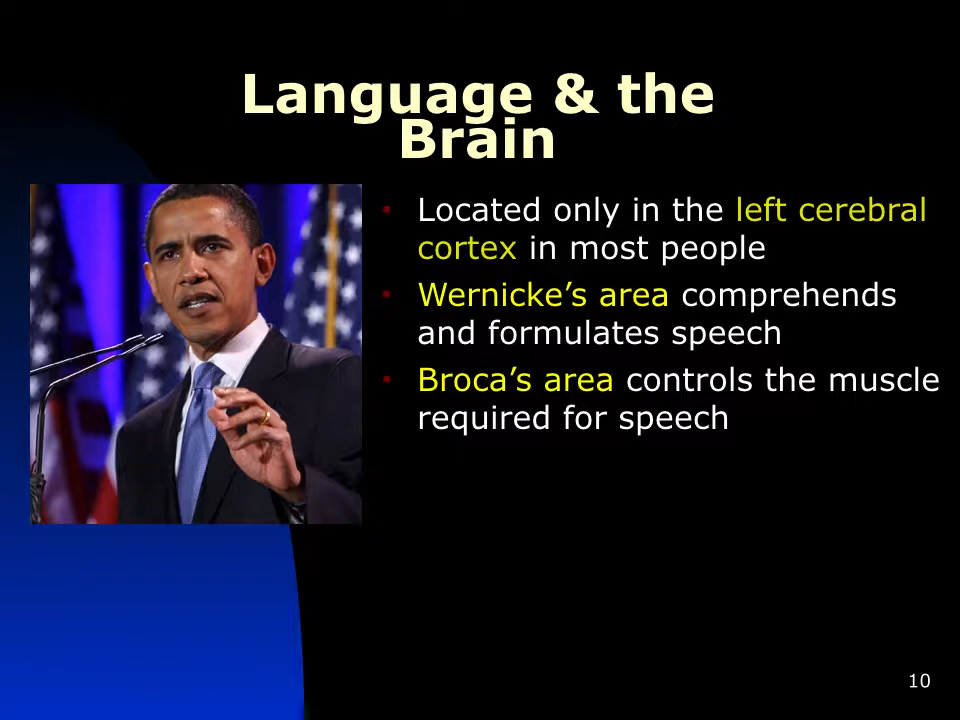 Language & the
Brain
Located only in the left cerebral
cortex in most people
Wernicke’s area comprehends
and formulates speech
Broca’s area controls the muscle
required for speech
10